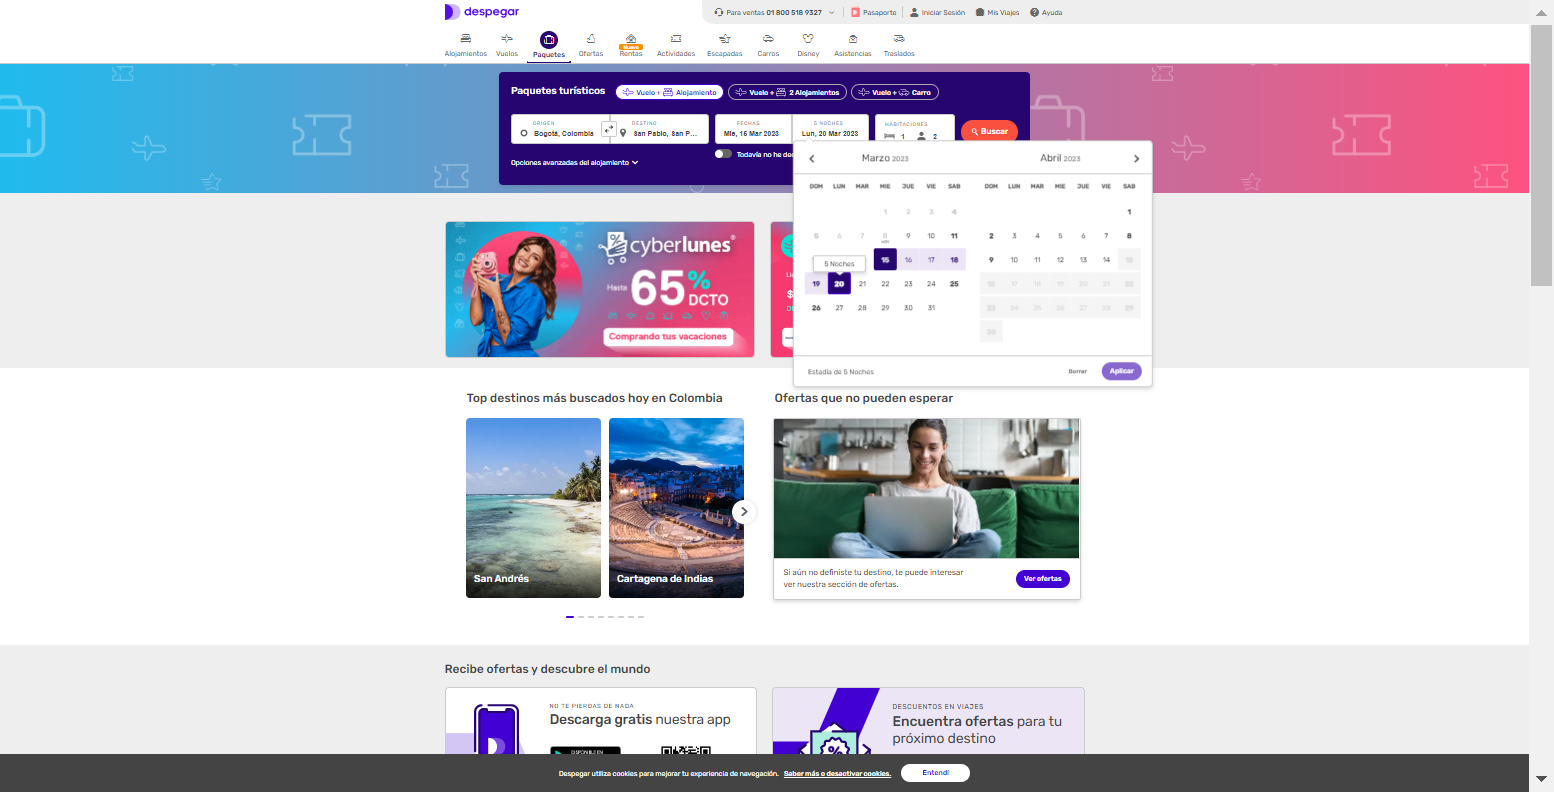 despegar
Para ventas 01 800 518 9327
Pasaporte
Iniciar Sesión
Mis Viajes
Ayuda
Alojamientos
Vuelos
Paquetes
Ofertas
Nuevo
Rentas
Actividades
Escapadas
Carros
Disney
Asistencias
Traslados
Paquetes turísticos
Vuelo + Alojamiento
Vuelo + 2 Alojamientos
Vuelo + Carro
ORIGEN
Bogotá, Colombia
DESTINO
San Pablo, San P...
FECHAS
Mie, 15 Mar 2023
5 NOCHES
Lun, 20 Mar 2023
HABITACIONES
1 2
Buscar
Opciones avanzadas del alojamiento
Todavía no he dec
Marzo 2023
DOM LUN MAR MIE JUE VIE SAB
1 2 3 4
5 6 7 8 9 10 11
HOY
15 16 17 18
5 Noches
19 20 21 22 23 24 25
26 27 28 29 30 31
Abril 2023
DOM LUN MAR MIE JUE VIE SAB
1
2 3 4 5 6 7 8
9 10 11 12 13 14 15
16 17 18 19 20 21 22
23 24 25 26 27 28 29
30
Estadía de 5 Noches
Borrar
Aplicar
cyberlunes®
Hasta 65% DCTO
Comprando tus vacaciones
Top destinos más buscados hoy en Colombia
San Andrés
Cartagena de Indias
Ofertas que no pueden esperar
Si aún no definiste tu destino, te puede interesar
ver nuestra sección de ofertas.
Ver ofertas
Recibe ofertas y descubre el mundo
NO TE PIERDAS DE NADA
Descarga gratis nuestra app
DISPONIBLE EN
DESCUENTOS EN VIAJES
Encuentra ofertas para tu
próximo destino
Despegar utiliza cookies para mejorar tu experiencia de navegación. Saber más o desactivar cookies.
Entendí